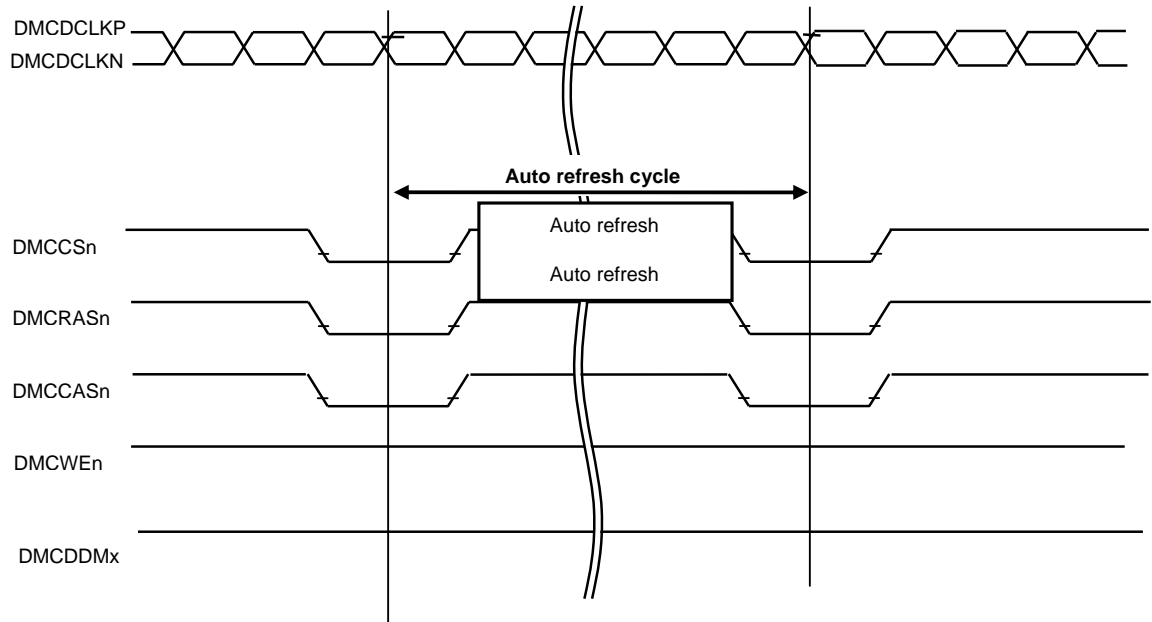 DMCDCLKP
DMCDCLKN
Auto refresh cycle
Auto refresh
DMCCSn
Auto refresh
DMCRASn
DMCCASn
DMCWEn
DMCDDMx